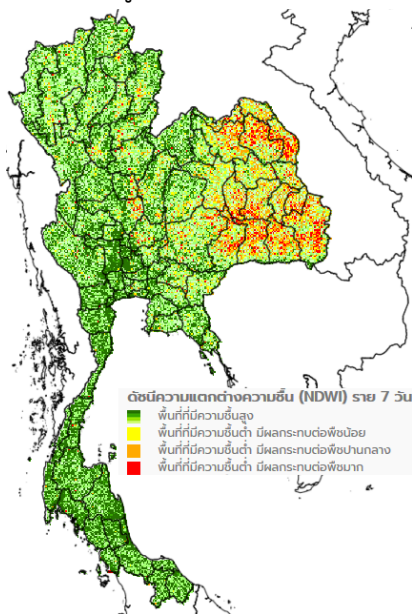 ดัชนีความแตกต่างความชื้น (NDWI) ราย 7 วัน
พื้นที่ที่มีความชื้นสูง
พื้นที่ที่มีความชื้นต่ำ มีผลกระทบต่อพืชน้อย
พื้นที่ที่มีความชื้นต่ำ มีผลกระทบต่อพืชปานกลาง
พื้นที่ที่มีความชื้นต่ำ มีผลกระทบต่อพืชมาก